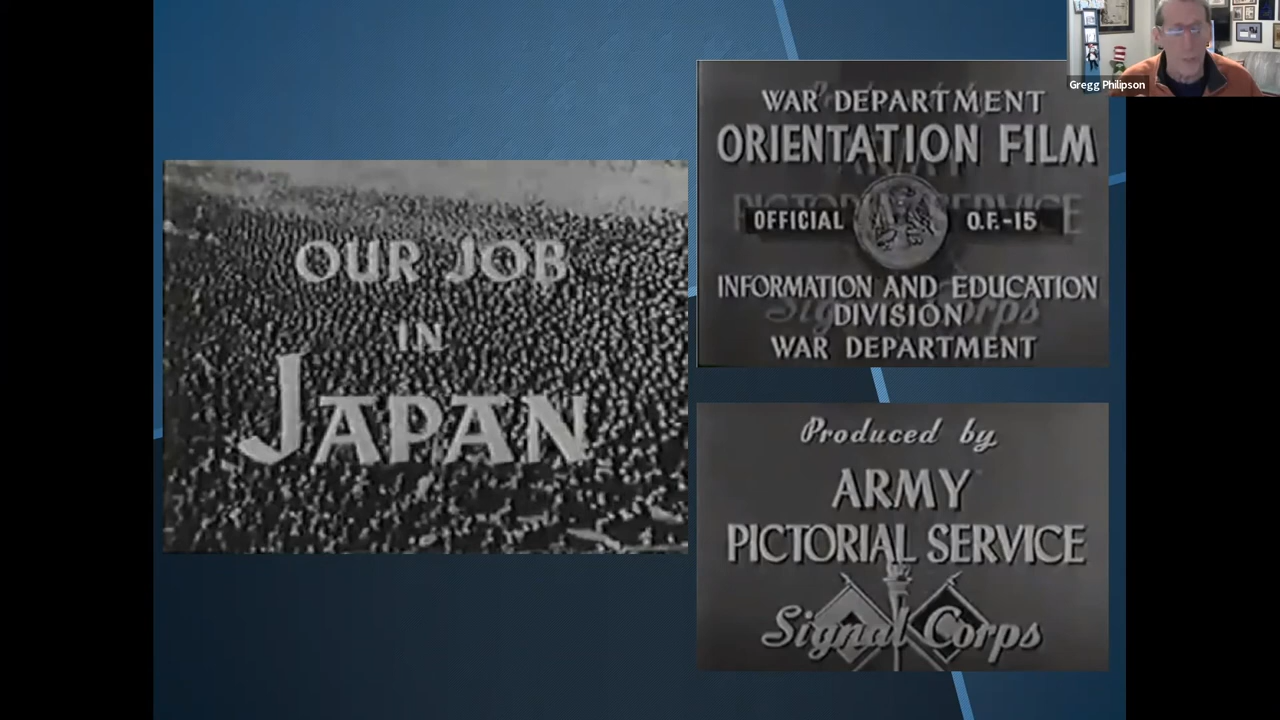 OUR JOB
IN
JAPAN
WAR DEPARTMENT
ORIENTATION FILM
OFFICIAL O.F.-15
INFORMATION AND EDUCATION
DIVISION
WAR DEPARTMENT
Produced by
ARMY
PICTORIAL SERVICE
Signal Corps
Gregg Philipson